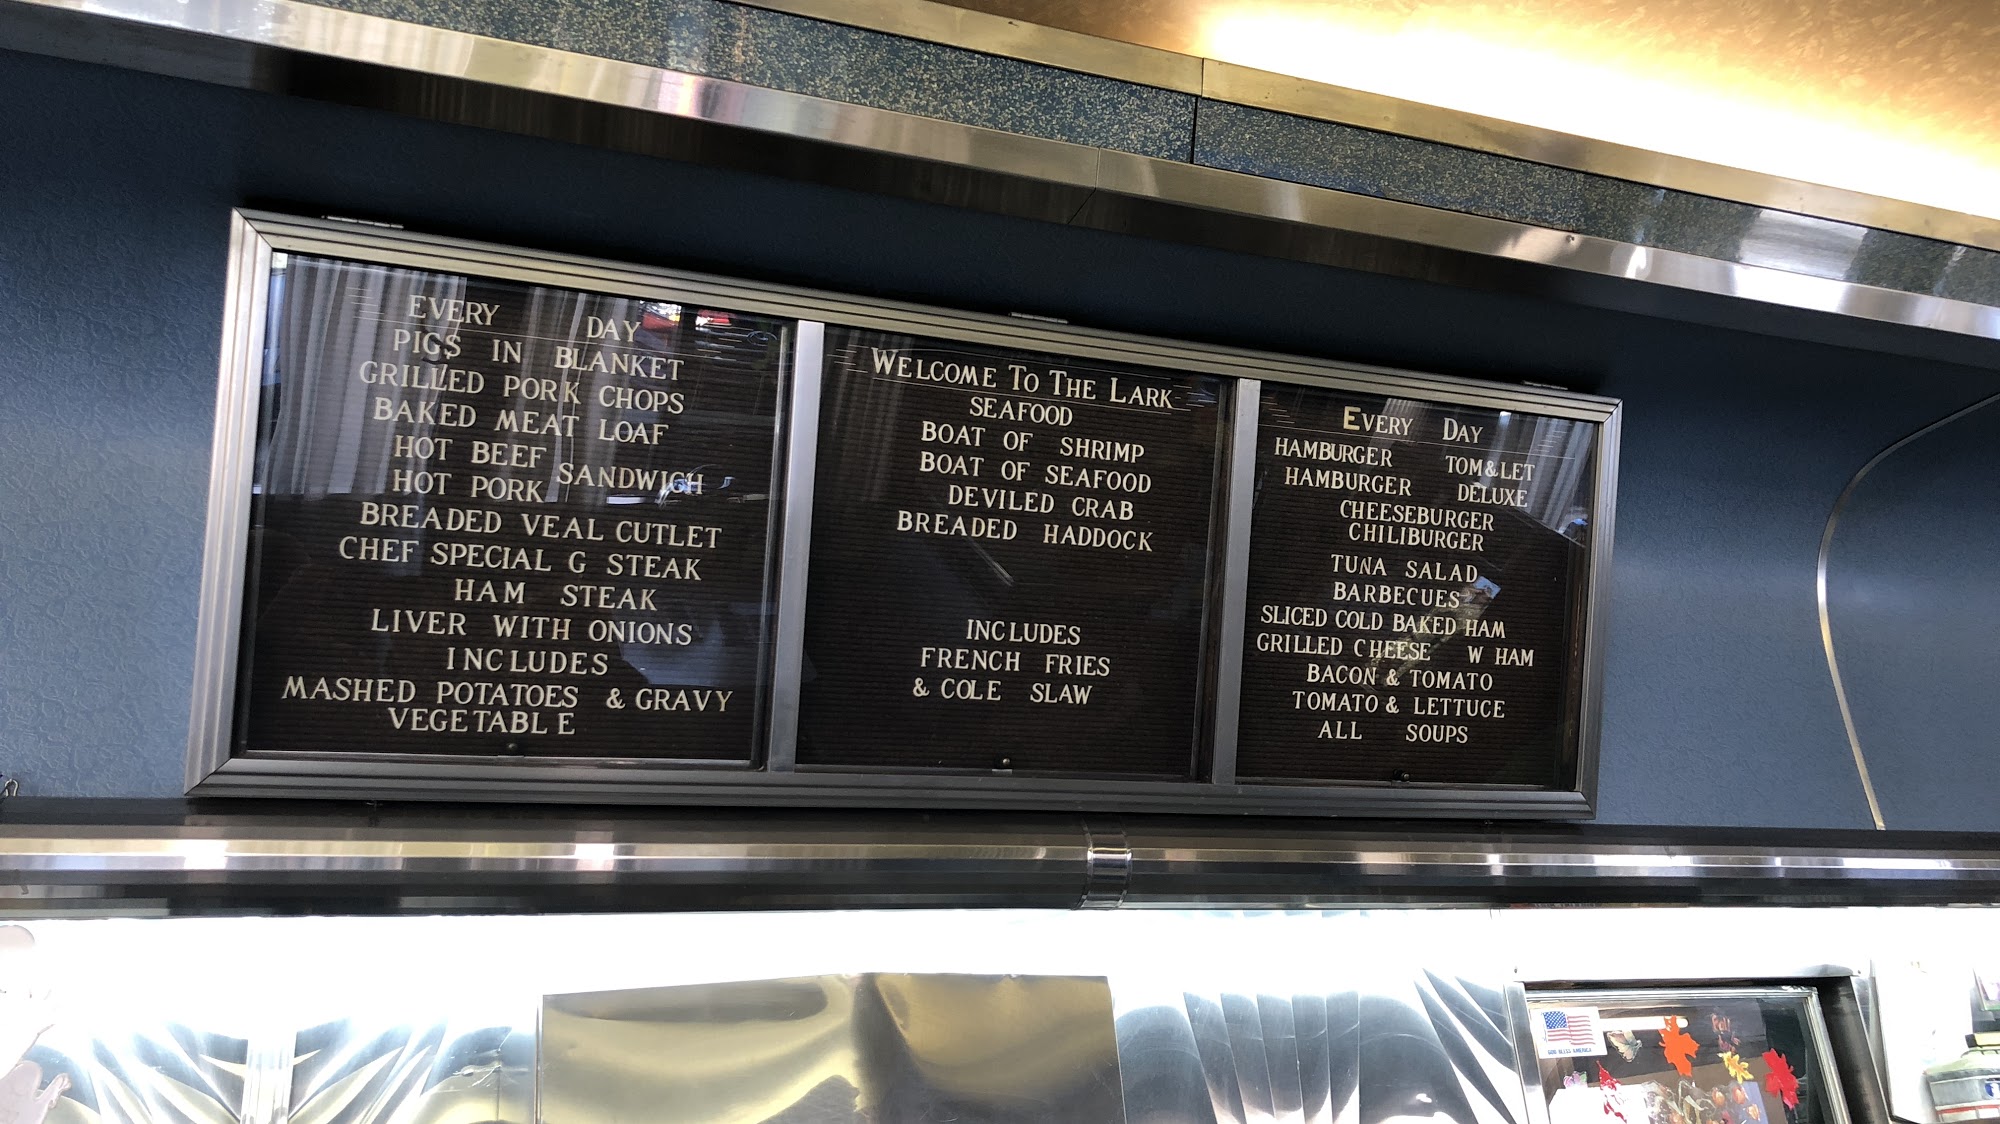 EVERY DAY
PIGS IN BLANKET
GRILLED PORK CHOPS
BAKED MEAT LOAF
HOT BEEF
HOT PORK SANDWICH
BREADED VEAL CUTLET
CHEF SPECIAL G STEAK
HAM STEAK
LIVER WITH ONIONS
INCLUDES
MASHED POTATOES & GRAVY
VEGETABLE
WELCOME TO THE LARK
SEAFOOD
BOAT OF SHRIMP
BOAT OF SEAFOOD
DEVILED CRAB
BREADED HADDOCK
INCLUDES
FRENCH FRIES
& COLE SLAW
EVERY DAY
HAMBURGER TOM&LET
HAMBURGER DELUXE
CHEESEBURGER
CHILIBURGER
TUNA SALAD
BARBECUES
SLICED COLD BAKED HAM
GRILLED CHEESE W HAM
BACON & TOMATO
TOMATO & LETTUCE
ALL SOUPS
GOD BLESS AMERICA